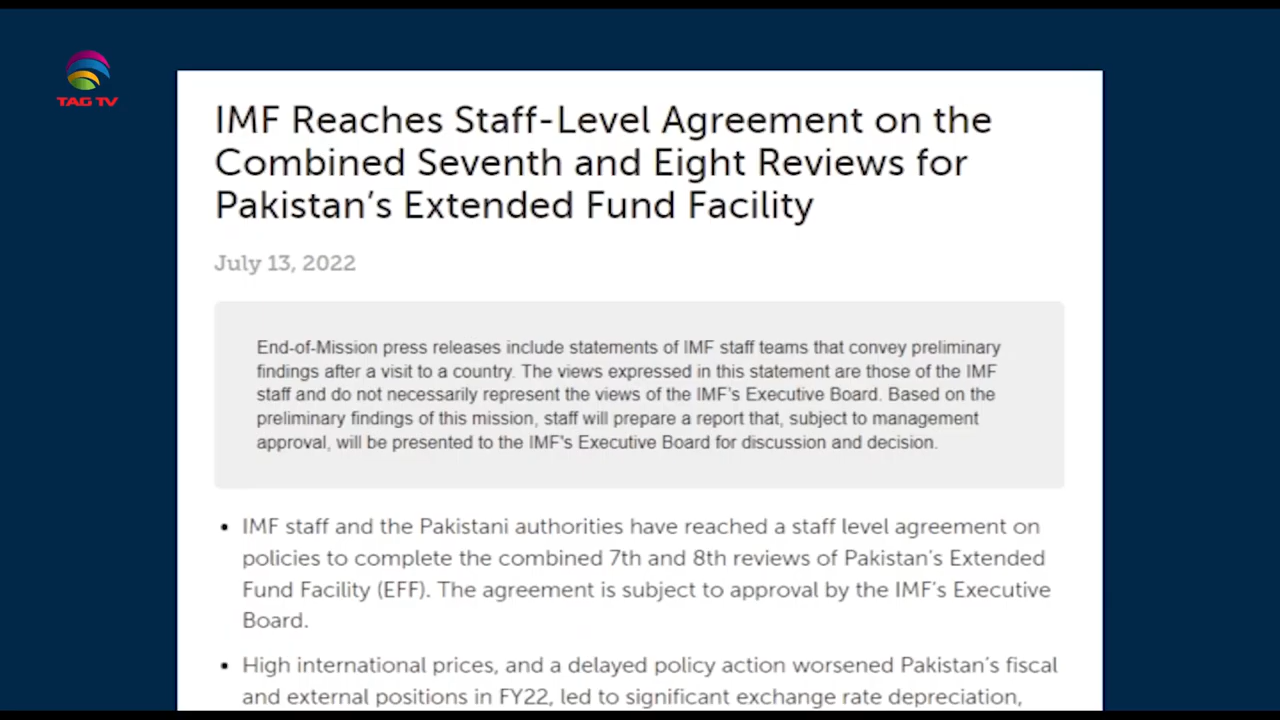 TAG TV
IMF Reaches Staff-Level Agreement on the
Combined Seventh and Eight Reviews for
Pakistan’s Extended Fund Facility
July 13, 2022
End-of-Mission press releases include statements of IMF staff teams that convey preliminary
findings after a visit to a country. The views expressed in this statement are those of the IMF
staff and do not necessarily represent the views of the IMF's Executive Board. Based on the
preliminary findings of this mission, staff will prepare a report that, subject to management
approval, will be presented to the IMF's Executive Board for discussion and decision.
• IMF staff and the Pakistani authorities have reached a staff level agreement on
policies to complete the combined 7th and 8th reviews of Pakistan’s Extended
Fund Facility (EFF). The agreement is subject to approval by the IMF’s Executive
Board.
• High international prices, and a delayed policy action worsened Pakistan’s fiscal
and external positions in FY22, led to significant exchange rate depreciation,